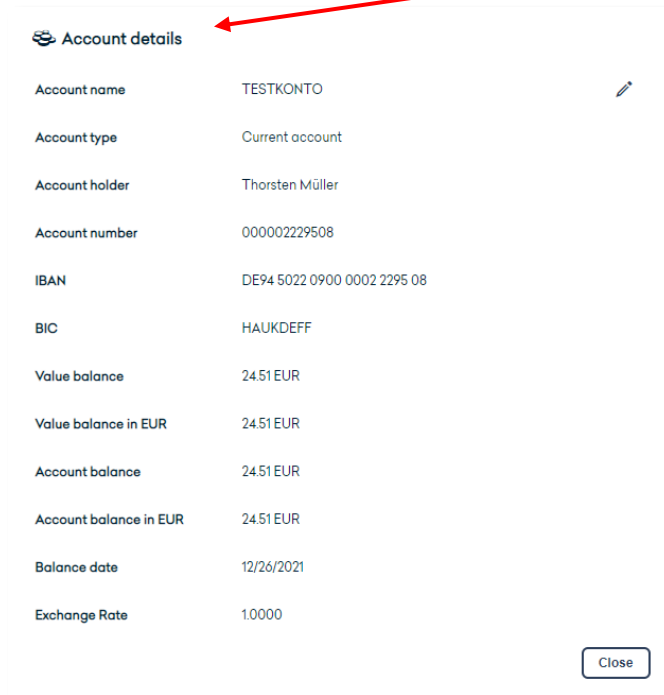 Account details
Account name TESTKONTO
Account type Current account
Account holder Thorsten Müller
Account number 000002229508
IBAN DE94 5022 0900 0002 2295 08
BIC HAUKDEFF
Value balance 24.51 EUR
Value balance in EUR 24.51 EUR
Account balance 24.51 EUR
Account balance in EUR 24.51 EUR
Balance date 12/26/2021
Exchange Rate 1.0000
Close